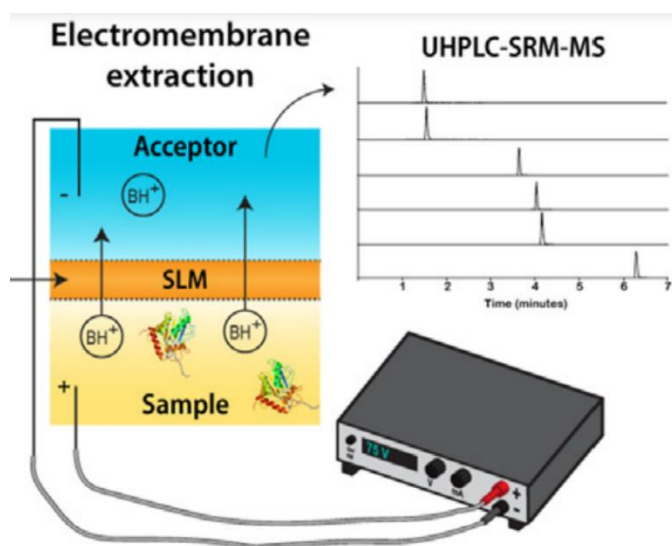 Electromembrane
extraction
UHPLC-SRM-MS
Acceptor
-
BH+
SLM
BH+
BH+
+
Sample
1 2 3 4 5 6 7
Time (minutes)
75 V
V
mA
+
-